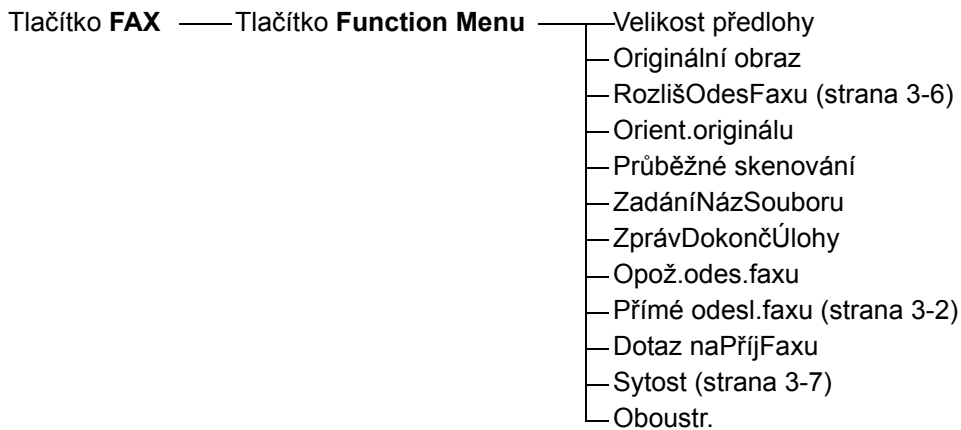 Tlačítko FAX Tlačítko Function Menu Velikost předlohy
Originální obraz
RozlišOdesFaxu (strana 3-6)
Orient.originálu
Průběžné skenování
ZadáníNázSouboru
ZprávDokončÚlohy
Opož.odes.faxu
Přímé odesl.faxu (strana 3-2)
Dotaz naPříjFaxu
Sytost (strana 3-7)
Oboustr.